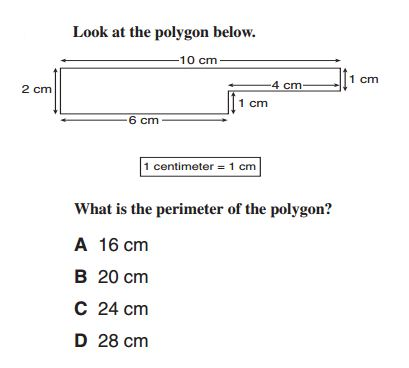 Look at the polygon below.
10 cm
2 cm
4 cm
1 cm
1 cm
6 cm
1 centimeter = 1 cm
What is the perimeter of the polygon?
A 16 cm
B 20 cm
C 24 cm
D 28 cm